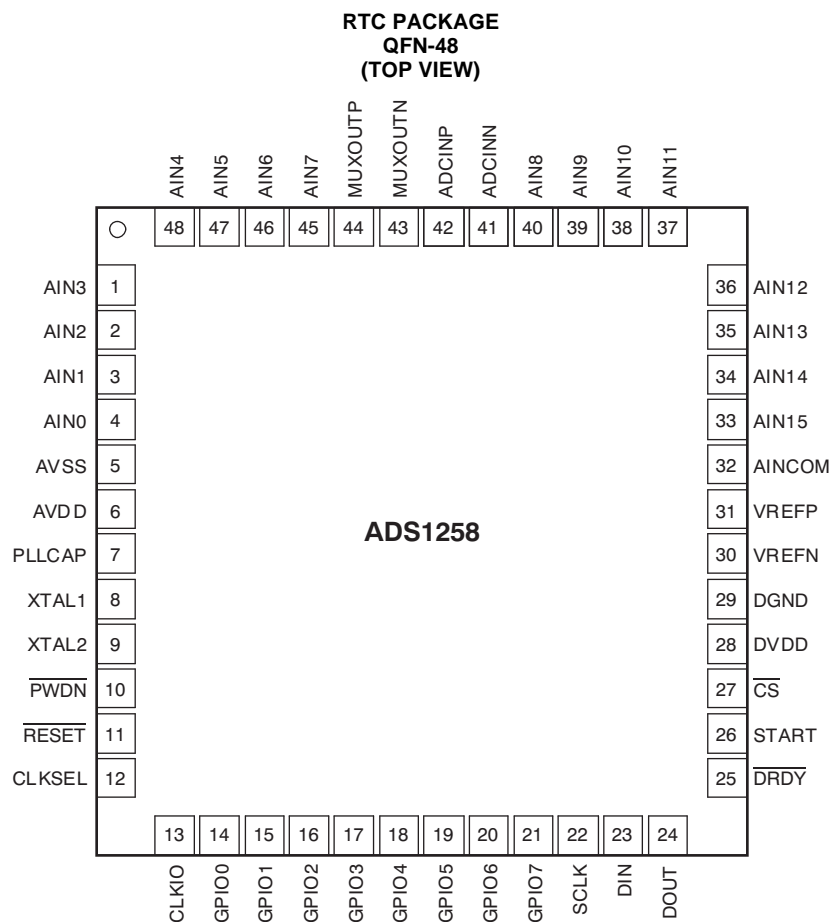 RTC PACKAGE
QFN-48
(TOP VIEW)
AIN4
AIN5
AIN6
AIN7
MUXOUTP
MUXOUTN
ADCINP
ADCINN
AIN8
AIN9
AIN10
AIN11
48 47 46 45 44 43 42 41 40 39 38 37
AIN3 1
AIN2 2
AIN1 3
AIN0 4
AVSS 5
AVDD 6
PLLCAP 7
XTAL1 8
XTAL2 9
PWDN 10
RESET 11
CLKSEL 12
ADS1258
36 AIN12
35 AIN13
34 AIN14
33 AIN15
32 AINCOM
31 VREFP
30 VREFN
29 DGND
28 DVDD
27 CS
26 START
25 DRDY
13 14 15 16 17 18 19 20 21 22 23 24
CLKIO
GPIO0
GPIO1
GPIO2
GPIO3
GPIO4
GPIO5
GPIO6
GPIO7
SCLK
DIN
DOUT